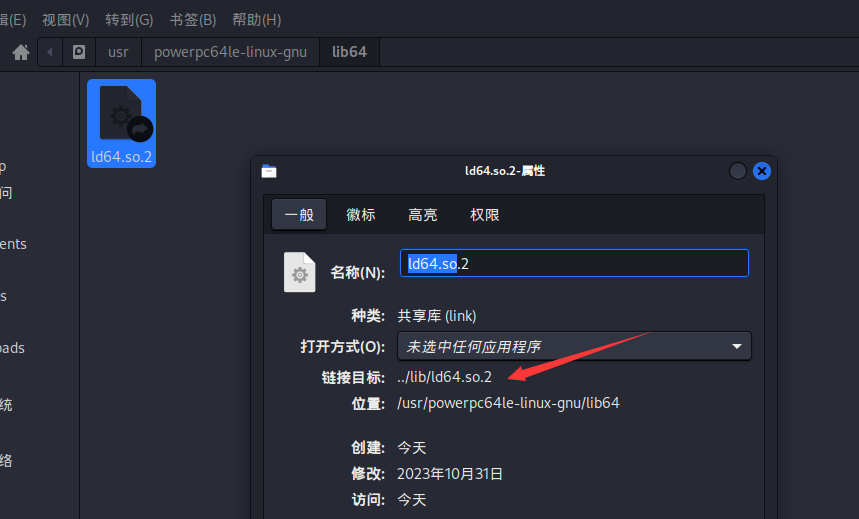 辑(E) 视图(V) 转到(G) 书签(B) 帮助(H)
usr powerpc64le-linux-gnu lib64
ld64.so.2
ld64.so.2-属性
一般 徽标 高亮 权限
名称(N): ld64.so.2
种类: 共享库 (link)
打开方式(O): 未选中任何应用程序
链接目标: ../lib/ld64.so.2
位置: /usr/powerpc64le-linux-gnu/lib64
创建: 今天
修改: 2023年10月31日
访问: 今天
p
问
ents
s
oads
统
络